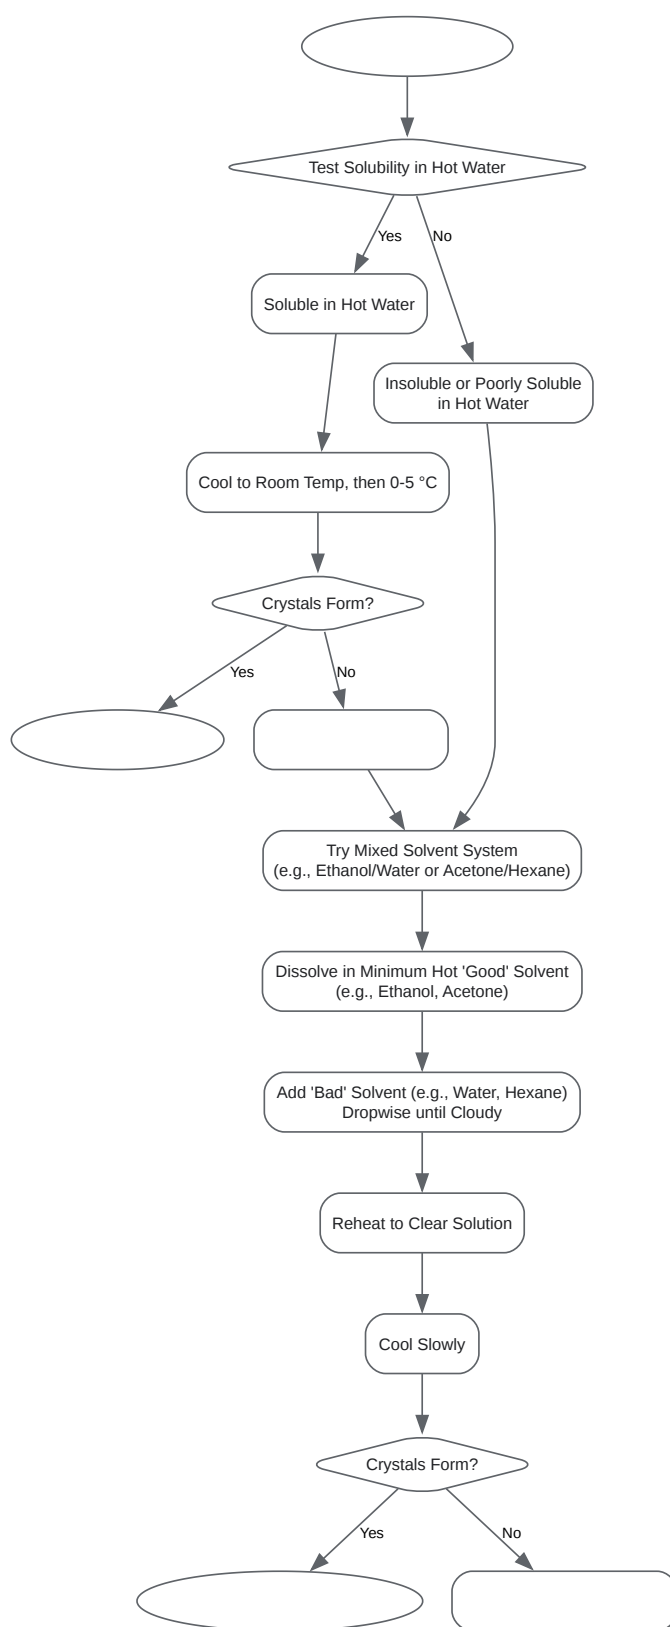 Test Solubility in Hot Water
Yes
No
Soluble in Hot Water
Insoluble or Poorly Soluble
in Hot Water
Cool to Room Temp, then 0-5 °C
Crystals Form?
Yes
No
Try Mixed Solvent System
(e.g., Ethanol/Water or Acetone/Hexane)
Dissolve in Minimum Hot 'Good' Solvent
(e.g., Ethanol, Acetone)
Add 'Bad' Solvent (e.g., Water, Hexane)
Dropwise until Cloudy
Reheat to Clear Solution
Cool Slowly
Crystals Form?
Yes
No